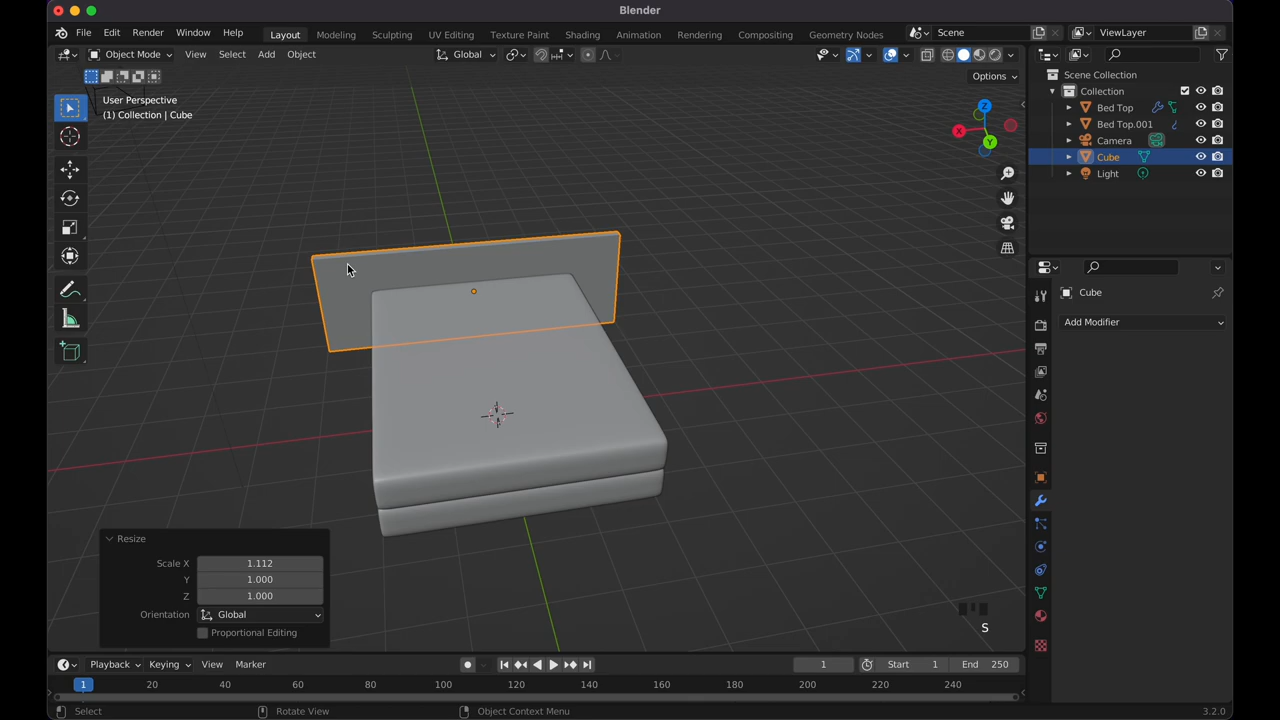 Blender
File Edit Render Window Help
Layout Modeling Sculpting UV Editing Texture Paint Shading Animation Rendering Compositing Geometry Nodes
Scene
ViewLayer
Object Mode View Select Add Object
Global
Options
User Perspective
(1) Collection | Cube
X
Y
Z
Scene Collection
Collection
Bed Top
Bed Top.001
Camera
Cube
Light
Cube
Add Modifier
Resize
Scale X 1.112
Y 1.000
Z 1.000
Orientation Global
Proportional Editing
S
Playback Keying View Marker
1 Start 1 End 250
1 20 40 60 80 100 120 140 160 180 200 220 240
Select Rotate View Object Context Menu 3.2.0